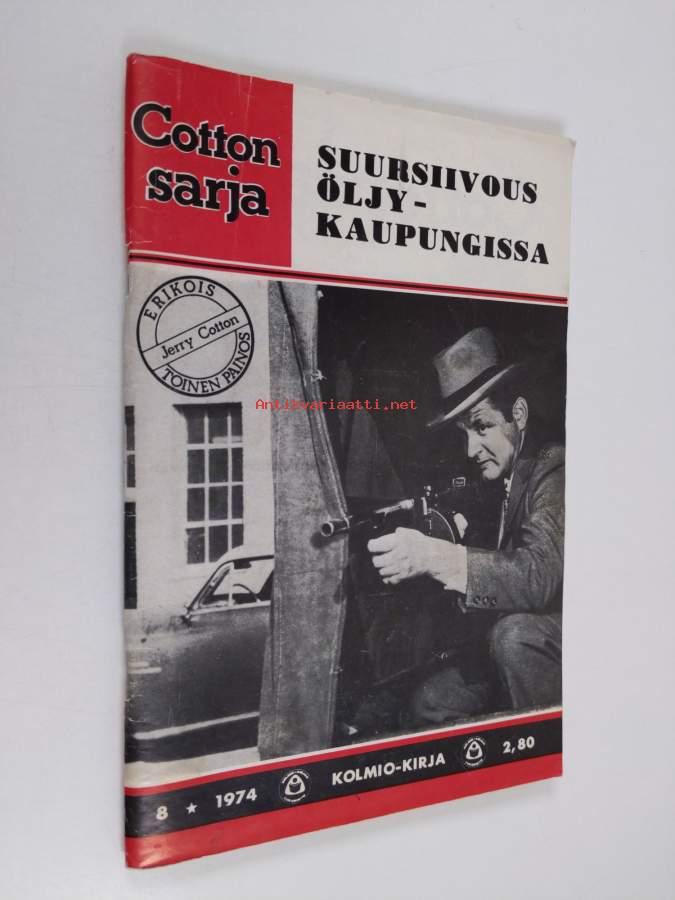 Cotton
sarja
SUURSIIVOUS
ÖLJY-
KAUPUNGISSA
ERIKOIS
Jerry Cotton
TOINEN PAINOS
Antikvariaatti.net
8 ★ 1974
KOLMIO-KIRJA
2,80